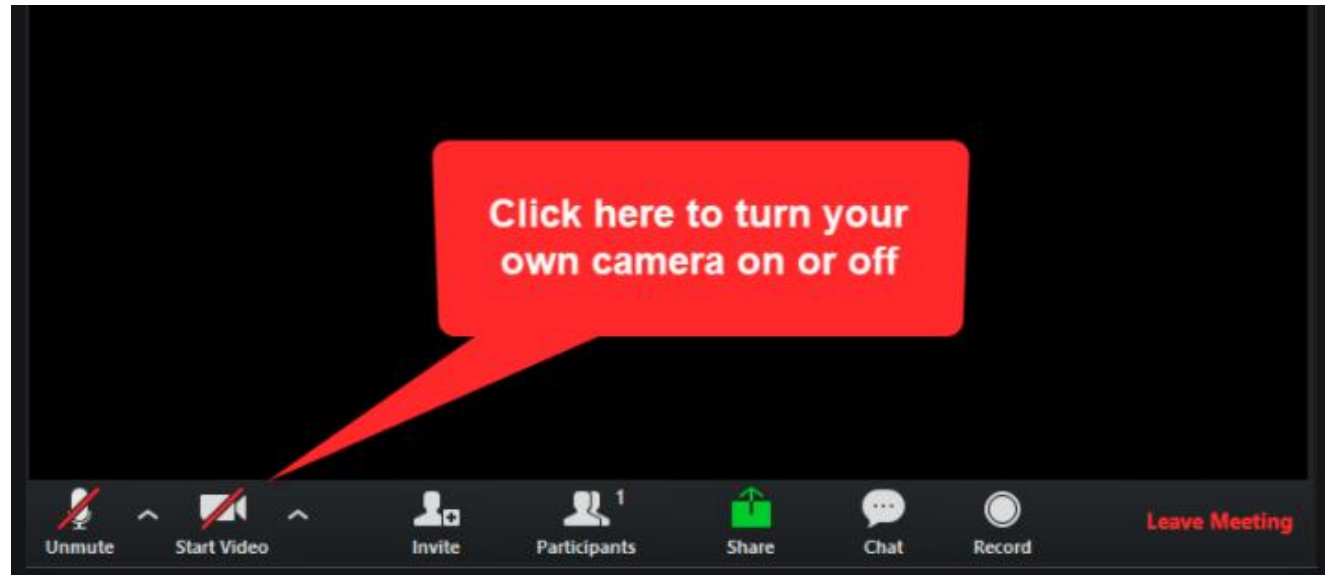 Click here to turn your
own camera on or off
1
Unmute
Start Video
Invite
Participants
Share
Chat
Record
Leave Meeting